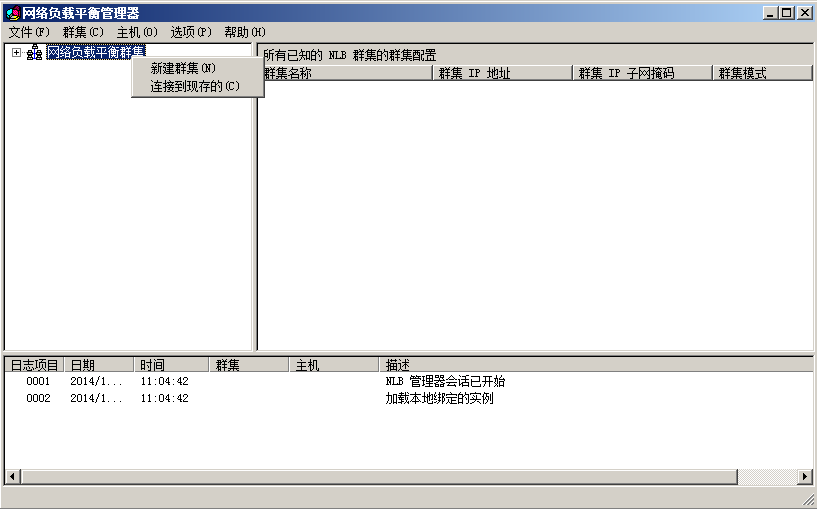 网络负载平衡管理器
文件(F) 群集(C) 主机(O) 选项(P) 帮助(H)
网络负载平衡群集
新建群集(N)
连接到现存的(C)
所有已知的 NLB 群集的群集配置
群集名称 群集 IP 地址 群集 IP 子网掩码 群集模式
日志项目 日期 时间 群集 主机 描述
0001 2014/1... 11:04:42 NLB 管理器会话已开始
0002 2014/1... 11:04:42 加载本地绑定的实例